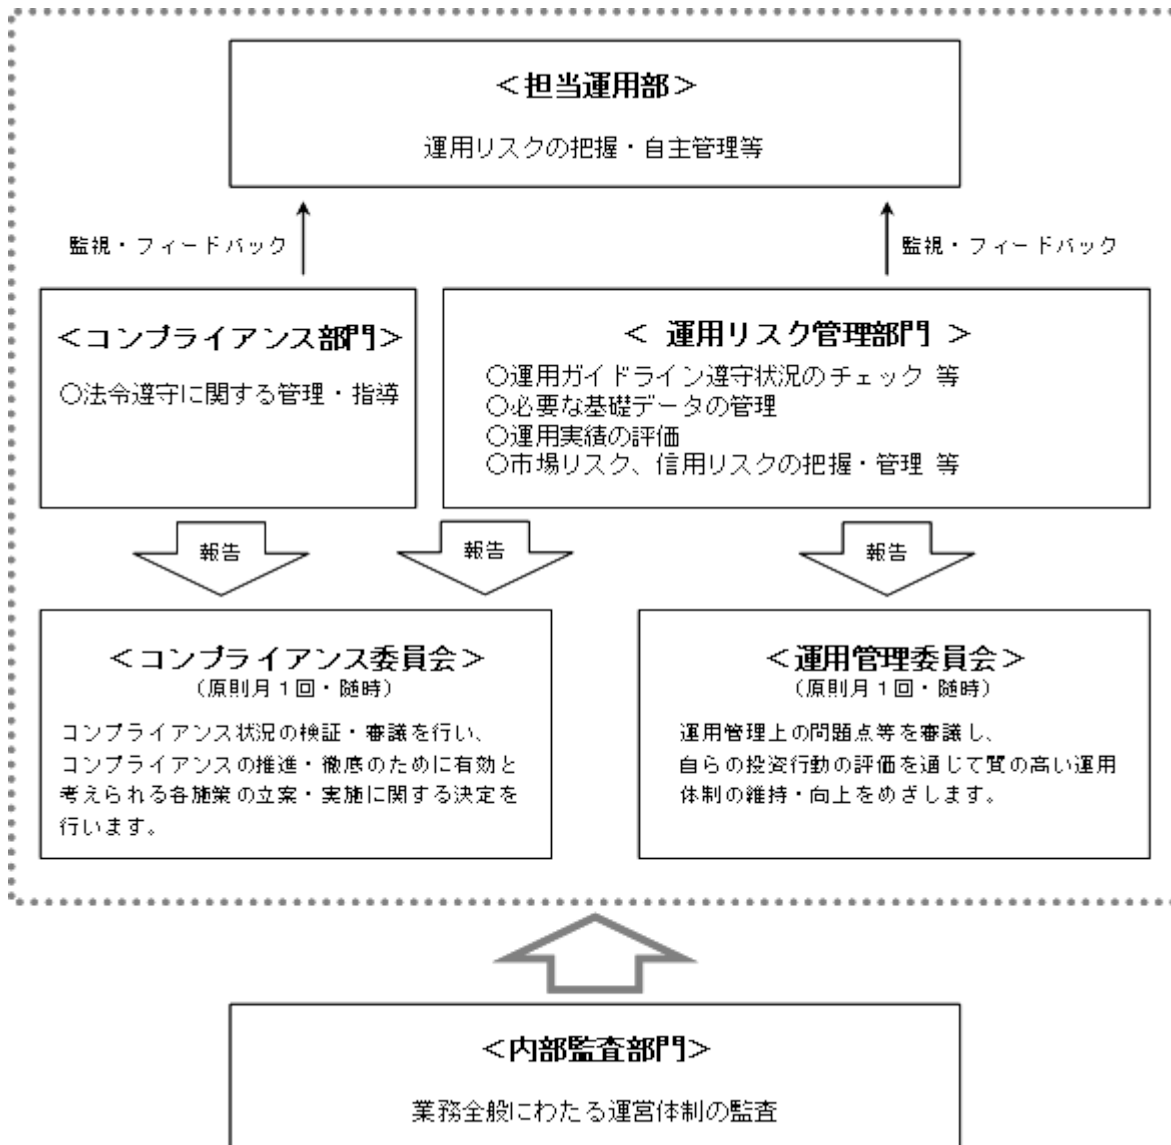 ＜担当運用部＞
運用リスクの把握・自主管理等
監視・フィードバック
監視・フィードバック
＜コンプライアンス部門＞
○法令遵守に関する管理・指導
＜ 運用リスク管理部門 ＞
○運用ガイドライン遵守状況のチェック 等
○必要な基礎データの管理
○運用実績の評価
○市場リスク、信用リスクの把握・管理 等
報告
報告
報告
＜コンプライアンス委員会＞
（原則月１回・随時）
コンプライアンス状況の検証・審議を行い、
コンプライアンスの推進・徹底のために有効と
考えられる各施策の立案・実施に関する決定を
行います。
＜運用管理委員会＞
（原則月１回・随時）
運用管理上の問題点等を審議し、
自らの投資行動の評価を通じて質の高い運用
体制の維持・向上をめざします。
＜内部監査部門＞
業務全般にわたる運営体制の監査